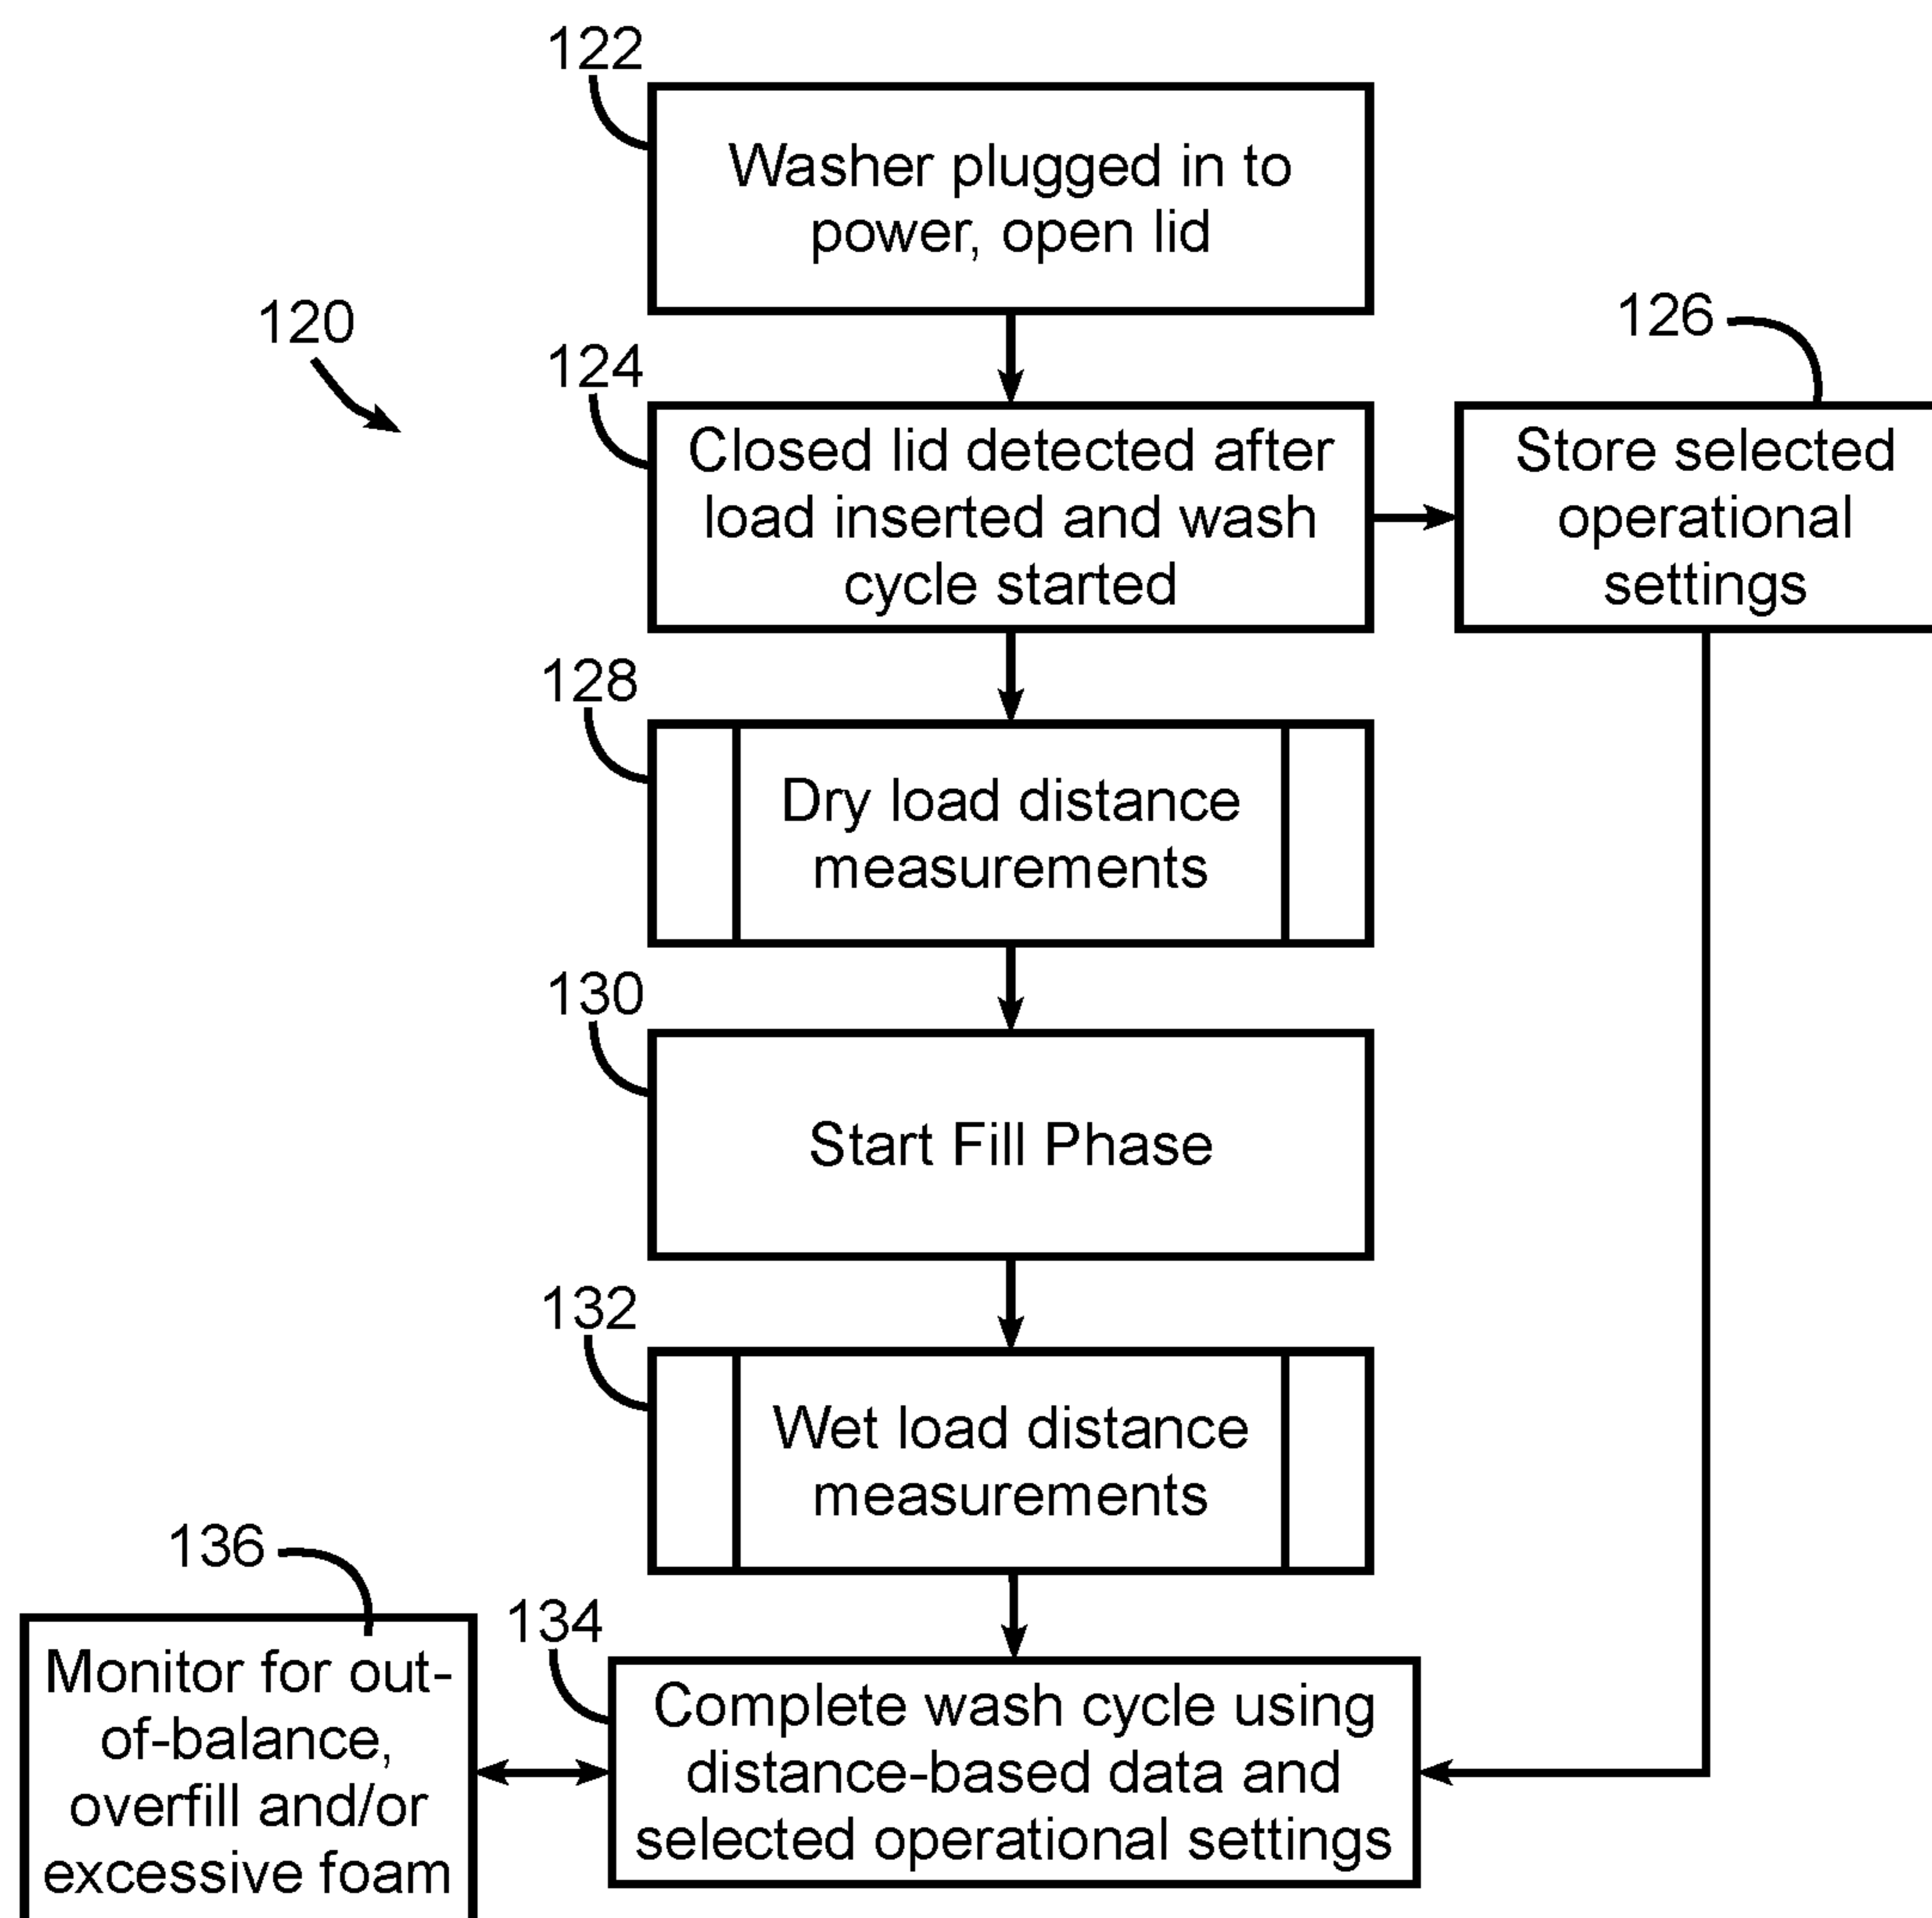 122
Washer plugged in to
power, open lid
120
124
Closed lid detected after
load inserted and wash
cycle started
126
Store selected
operational
settings
128
Dry load distance
measurements
130
Start Fill Phase
132
Wet load distance
measurements
136
Monitor for out-
of-balance,
overfill and/or
excessive foam
134
Complete wash cycle using
distance-based data and
selected operational settings